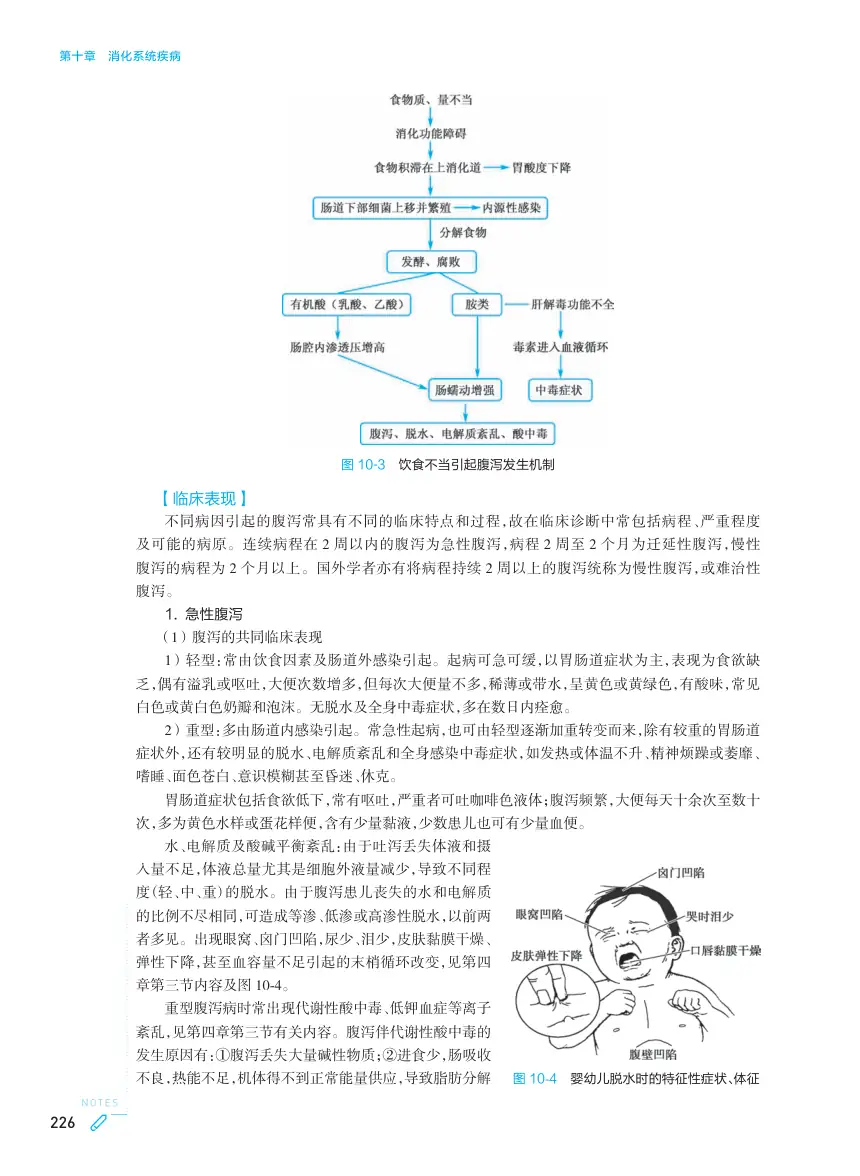 第十章 消化系统疾病
食物质、量不当
消化功能障碍
食物积滞在上消化道 胃酸度下降
肠道下部细菌上移并繁殖 内源性感染
分解食物
发酵、腐败
有机酸（乳酸、乙酸） 胺类 肝解毒功能不全
肠腔内渗透压增高 毒素进入血液循环
肠蠕动增强 中毒症状
腹泻、脱水、电解质紊乱、酸中毒
图 10-3 饮食不当引起腹泻发生机制
【临床表现】
不同病因引起的腹泻常具有不同的临床特点和过程，故在临床诊断中常包括病程、严重程度
及可能的病原。连续病程在 2 周以内的腹泻为急性腹泻，病程 2 周至 2 个月为迁延性腹泻，慢性
腹泻的病程为 2 个月以上。国外学者亦有将病程持续 2 周以上的腹泻统称为慢性腹泻，或难治性
腹泻。
1. 急性腹泻
（1）腹泻的共同临床表现
1）轻型：常由饮食因素及肠道外感染引起。起病可急可缓，以胃肠道症状为主，表现为食欲缺
乏，偶有溢乳或呕吐，大便次数增多，但每次大便量不多，稀薄或带水，呈黄色或黄绿色，有酸味，常见
白色或黄白色奶瓣和泡沫。无脱水及全身中毒症状，多在数日内痊愈。
2）重型：多由肠道内感染引起。常急性起病，也可由轻型逐渐加重转变而来，除有较重的胃肠道
症状外，还有较明显的脱水、电解质紊乱和全身感染中毒症状，如发热或体温不升、精神烦躁或萎靡、
嗜睡、面色苍白、意识模糊甚至昏迷、休克。
胃肠道症状包括食欲低下，常有呕吐，严重者可吐咖啡色液体；腹泻频繁，大便每天十余次至数十
次，多为黄色水样或蛋花样便，含有少量黏液，少数患儿也可有少量血便。
水、电解质及酸碱平衡紊乱：由于吐泻丢失体液和摄
入量不足，体液总量尤其是细胞外液量减少，导致不同程
度（轻、中、重）的脱水。由于腹泻患儿丧失的水和电解质
的比例不尽相同，可造成等渗、低渗或高渗性脱水，以前两
者多见。出现眼窝、囟门凹陷，尿少、泪少，皮肤黏膜干燥、
弹性下降，甚至血容量不足引起的末梢循环改变，见第四
章第三节内容及图 10-4。
重型腹泻病时常出现代谢性酸中毒、低钾血症等离子
紊乱，见第四章第三节有关内容。腹泻伴代谢性酸中毒的
发生原因有：①腹泻丢失大量碱性物质；②进食少，肠吸收
不良，热能不足，机体得不到正常能量供应，导致脂肪分解
囟门凹陷
眼窝凹陷
哭时泪少
皮肤弹性下降
口唇黏膜干燥
腹壁凹陷
图 10-4 婴幼儿脱水时的特征性症状、体征
NOTES
226